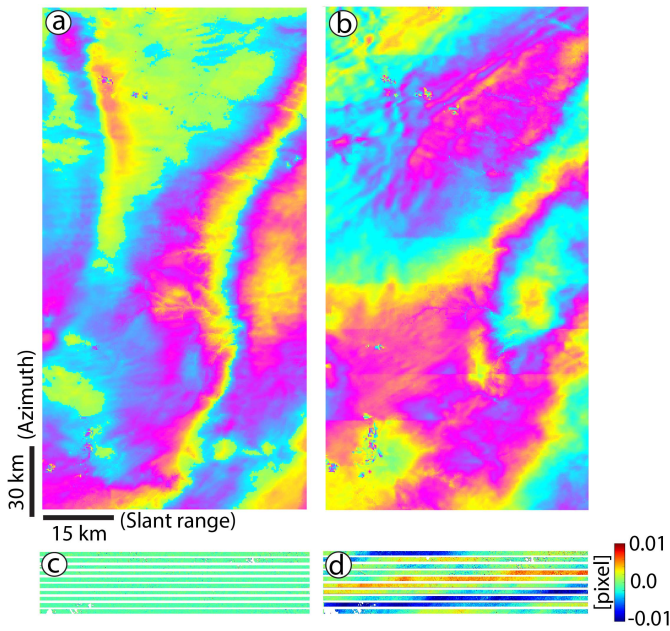 a
b
30 km (Azimuth)
15 km (Slant range)
c
d
0.01
0.0
-0.01
[pixel]